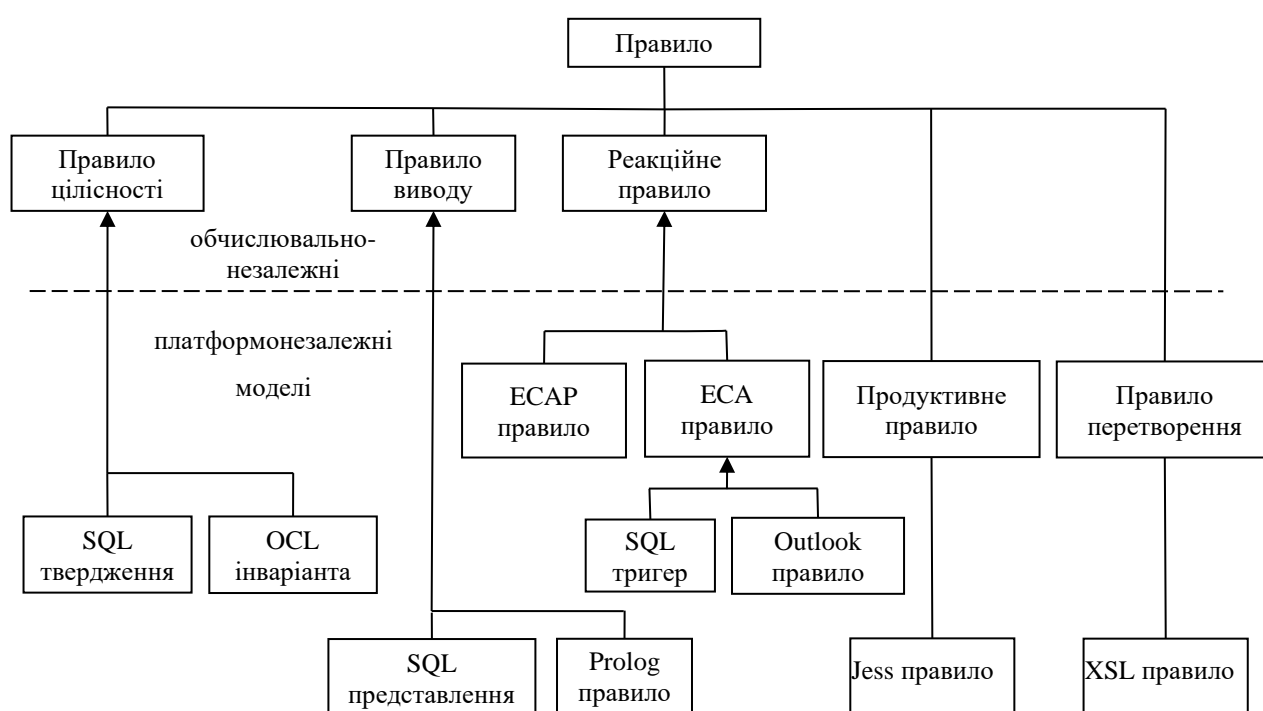 Правило
Правило
цілісності
Правило
виводу
Реакційне
правило
обчислювально-
незалежні
платформонезалежні
моделі
ECAP
правило
ECA
правило
Продуктивне
правило
Правило
перетворення
SQL
твердження
OCL
інваріанта
SQL
тригер
Outlook
правило
SQL
представлення
Prolog
правило
Jess правило
XSL правило